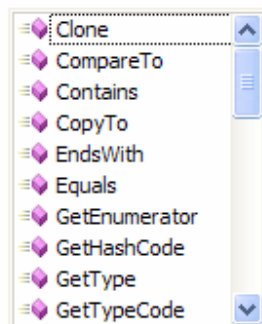 Clone
CompareTo
Contains
CopyTo
EndsWith
Equals
GetEnumerator
GetHashCode
GetType
GetTypeCode